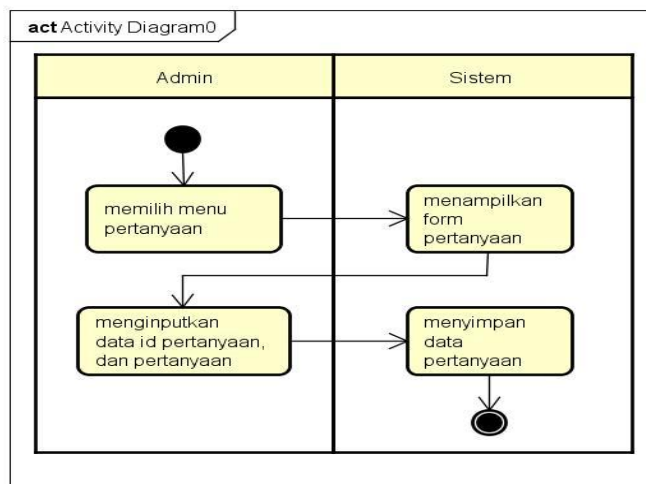 act Activity Diagram0
Admin
Sistem
memilih menu
pertanyaan
menampilkan
form
pertanyaan
menginputkan
data id pertanyaan,
dan pertanyaan
menyimpan
data
pertanyaan